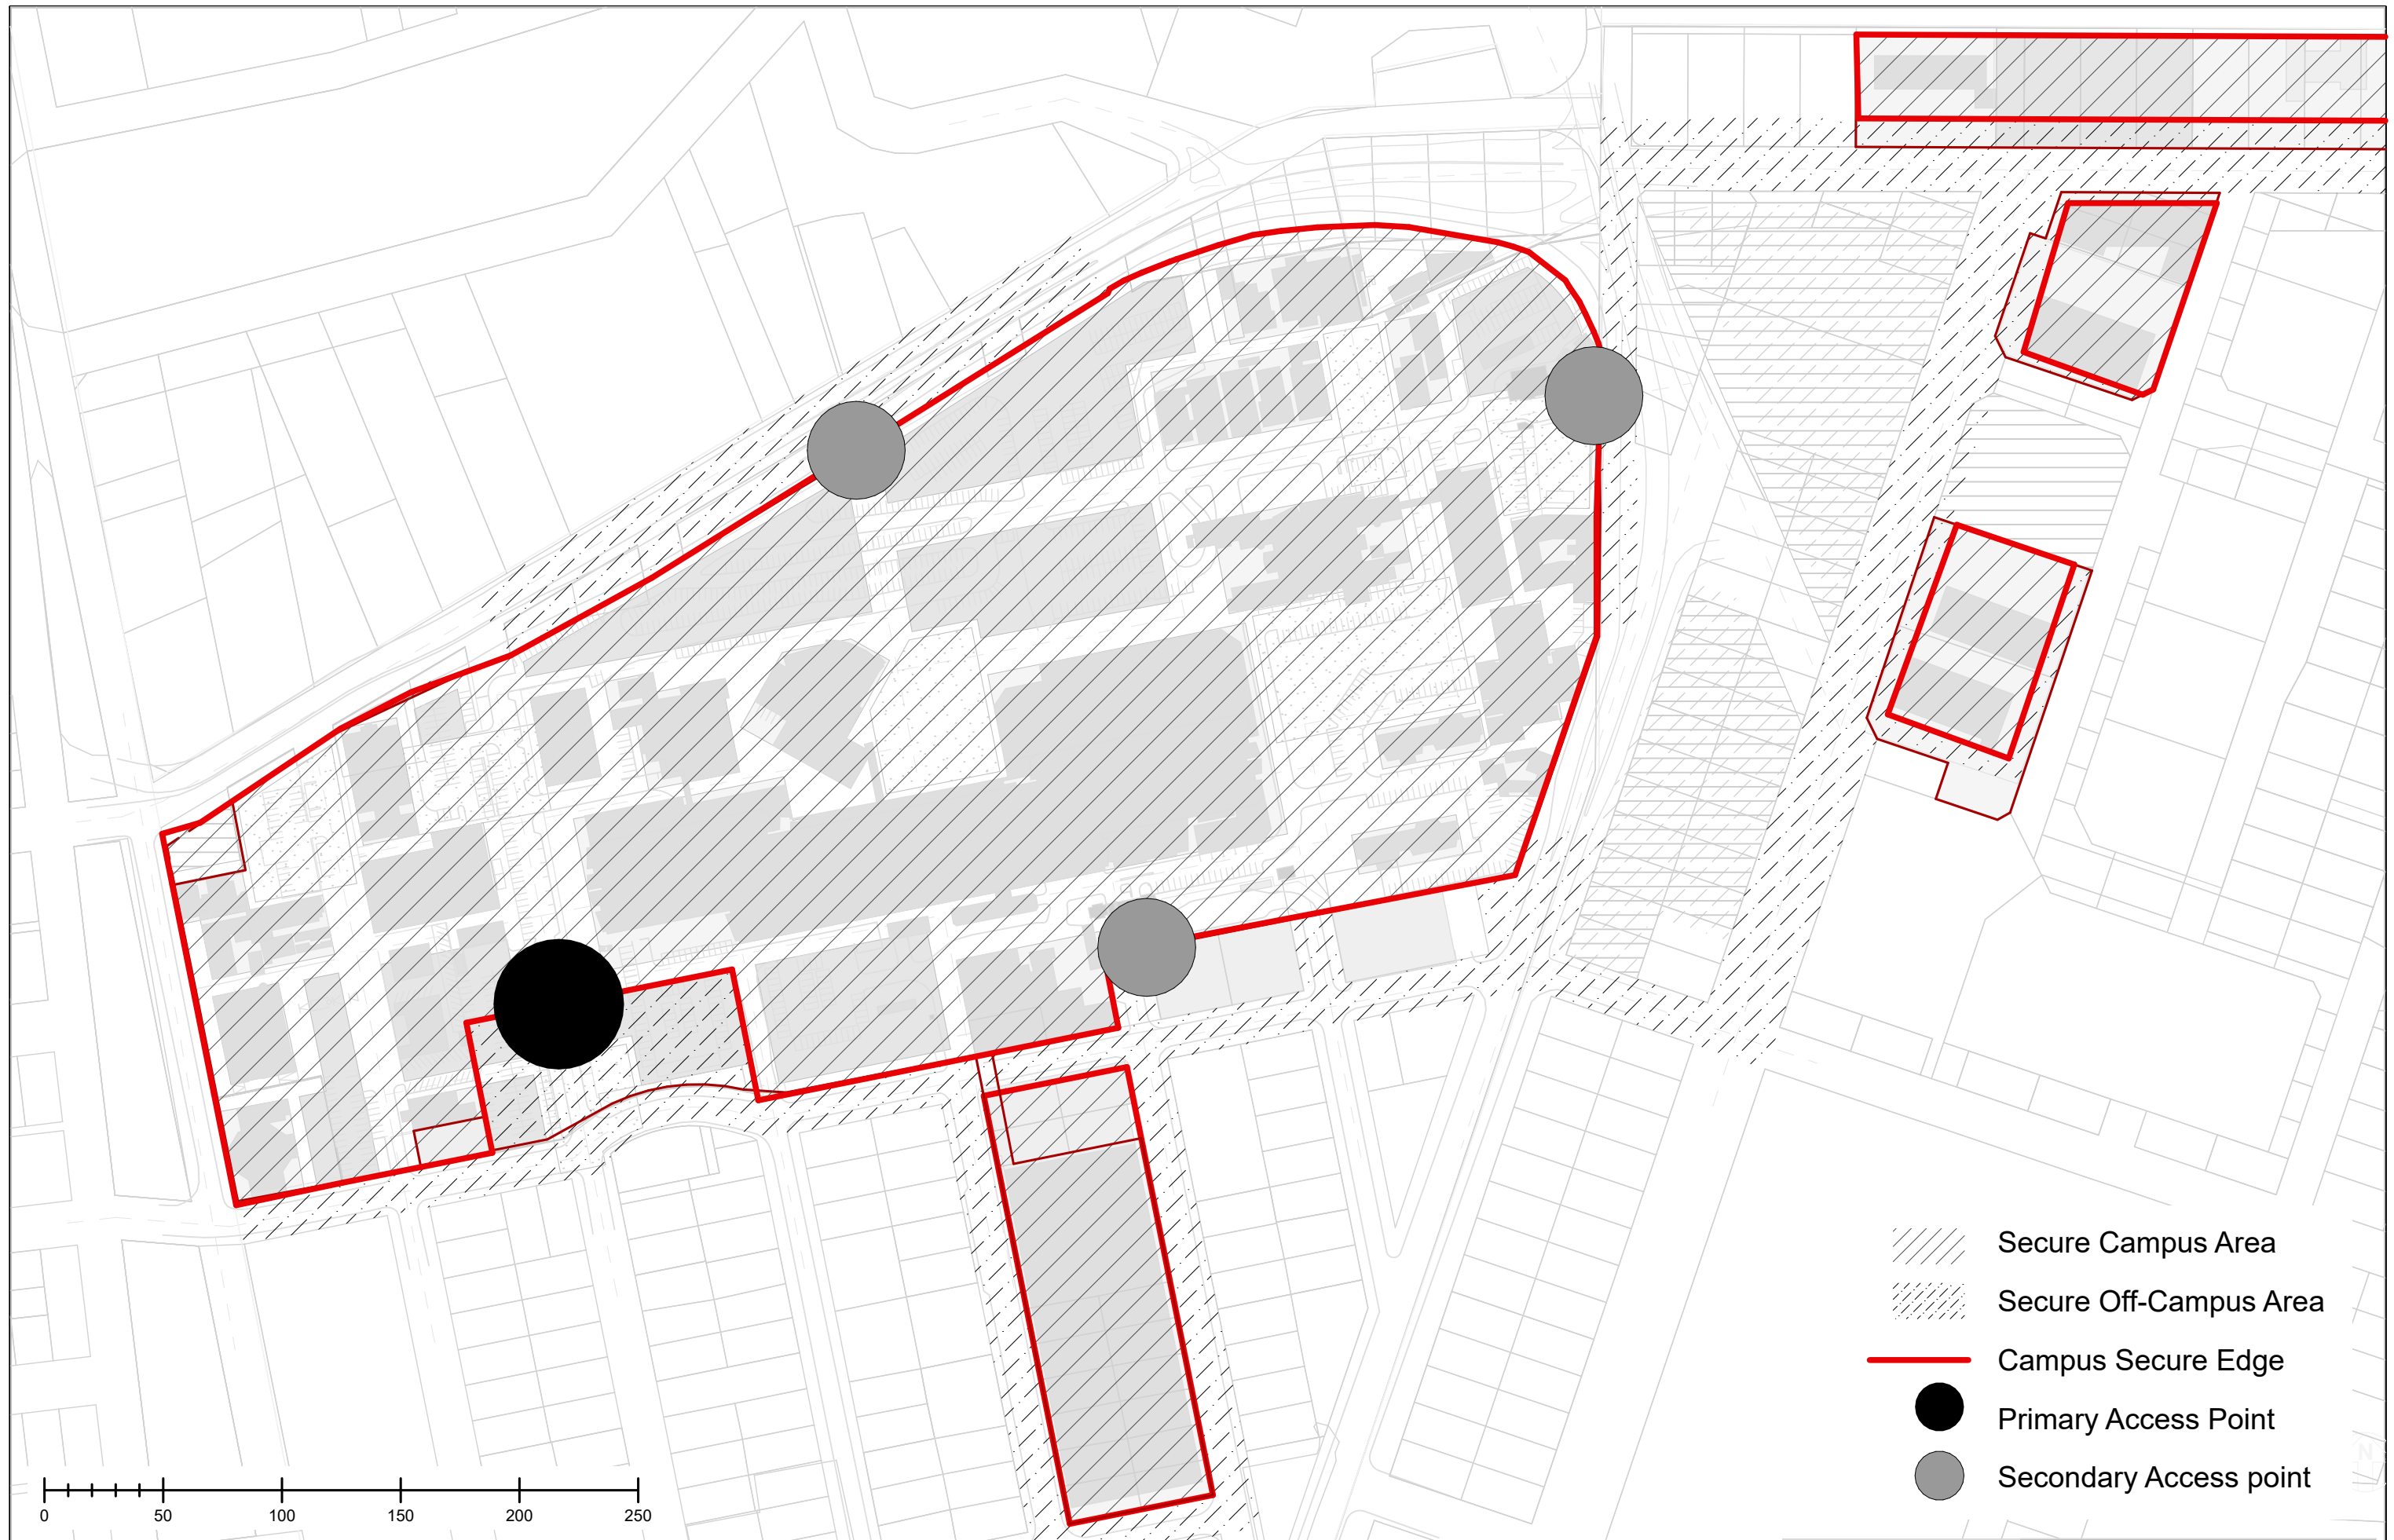 Secure Campus Area
Secure Off-Campus Area
Campus Secure Edge
Primary Access Point
N
Secondary Access point
0 50 100 150 200 250